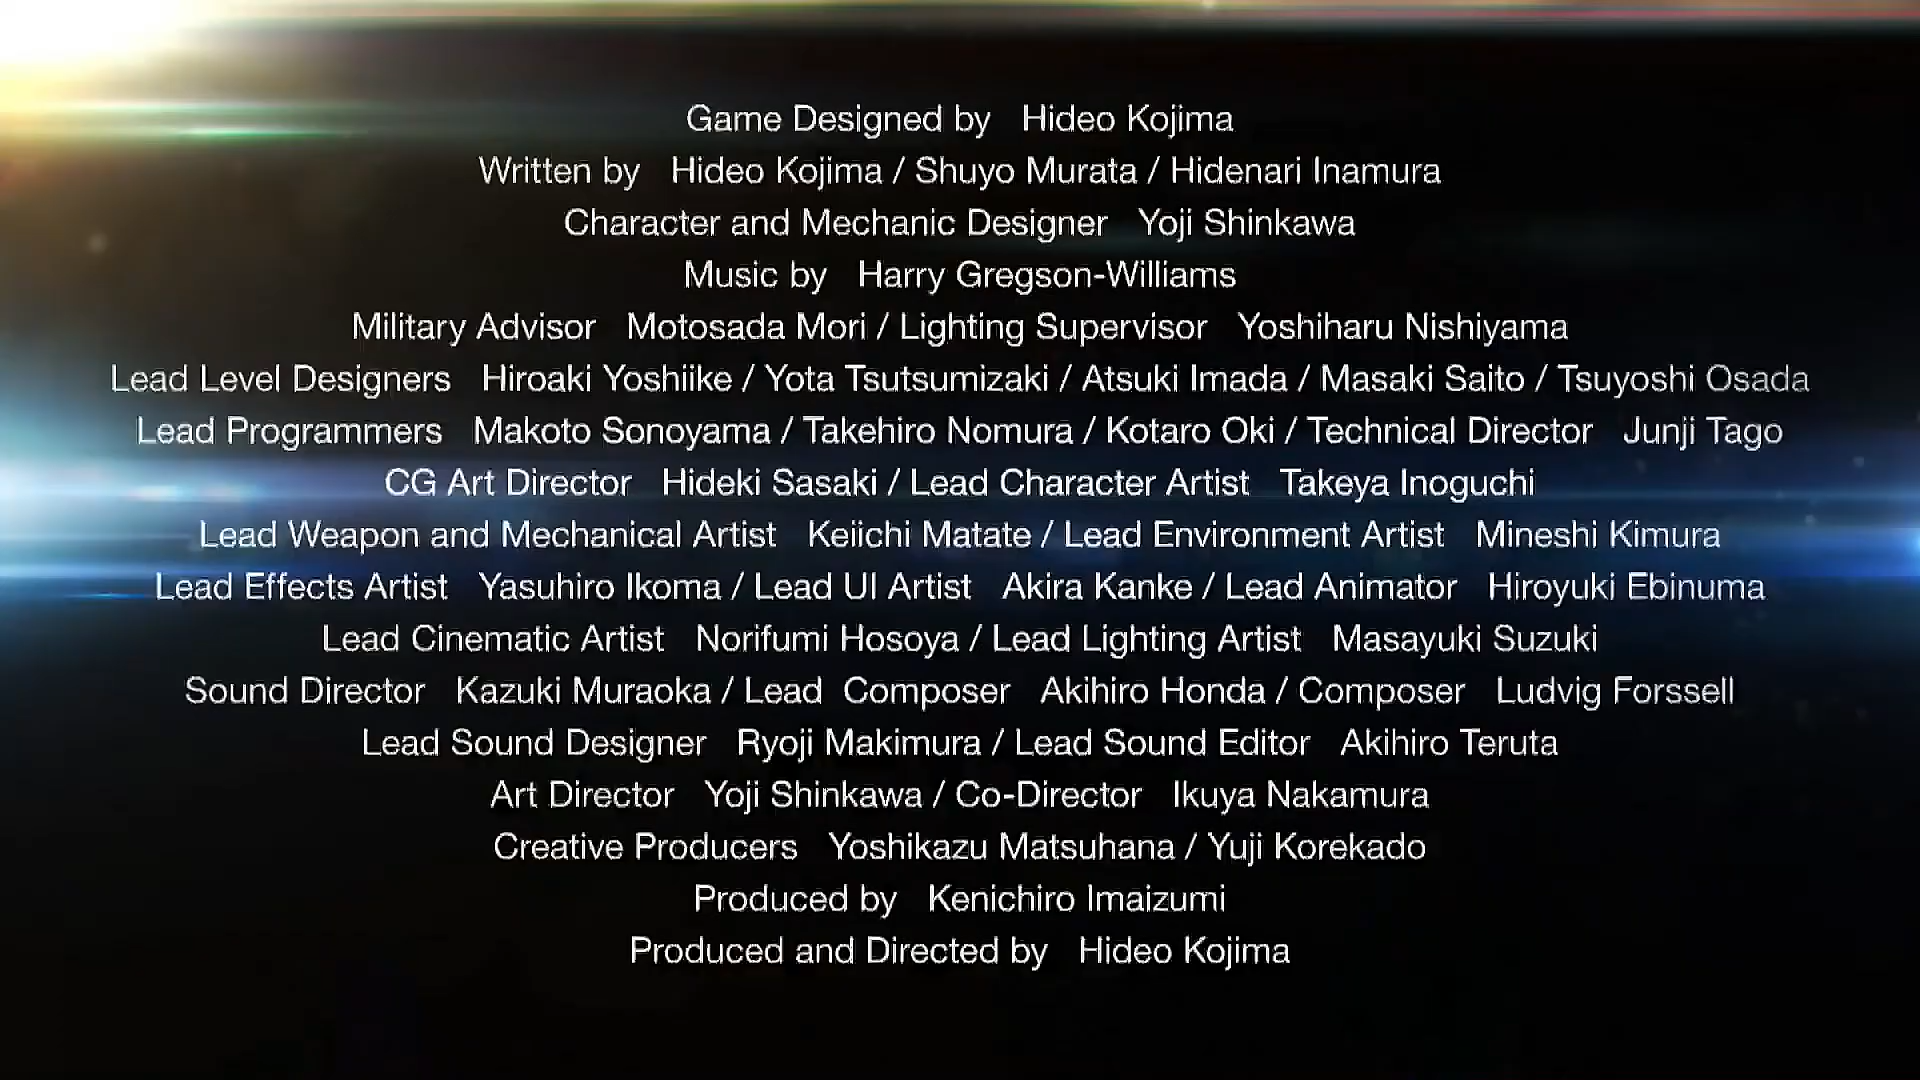 Game Designed by Hideo Kojima
Written by Hideo Kojima / Shuyo Murata / Hidenari Inamura
Character and Mechanic Designer Yoji Shinkawa
Music by Harry Gregson-Williams
Military Advisor Motosada Mori / Lighting Supervisor Yoshiharu Nishiyama
Lead Level Designers Hiroaki Yoshiike / Yota Tsutsumizaki / Atsuki Imada / Masaki Saito / Tsuyoshi Osada
Lead Programmers Makoto Sonoyama / Takehiro Nomura / Kotaro Oki / Technical Director Junji Tago
CG Art Director Hideki Sasaki / Lead Character Artist Takeya Inoguchi
Lead Weapon and Mechanical Artist Keiichi Matate / Lead Environment Artist Mineshi Kimura
Lead Effects Artist Yasuhiro Ikoma / Lead UI Artist Akira Kanke / Lead Animator Hiroyuki Ebinuma
Lead Cinematic Artist Norifumi Hosoya / Lead Lighting Artist Masayuki Suzuki
Sound Director Kazuki Muraoka / Lead Composer Akihiro Honda / Composer Ludvig Forssell
Lead Sound Designer Ryoji Makimura / Lead Sound Editor Akihiro Teruta
Art Director Yoji Shinkawa / Co-Director Ikuya Nakamura
Creative Producers Yoshikazu Matsuhana / Yuji Korekado
Produced by Kenichiro Imaizumi
Produced and Directed by Hideo Kojima